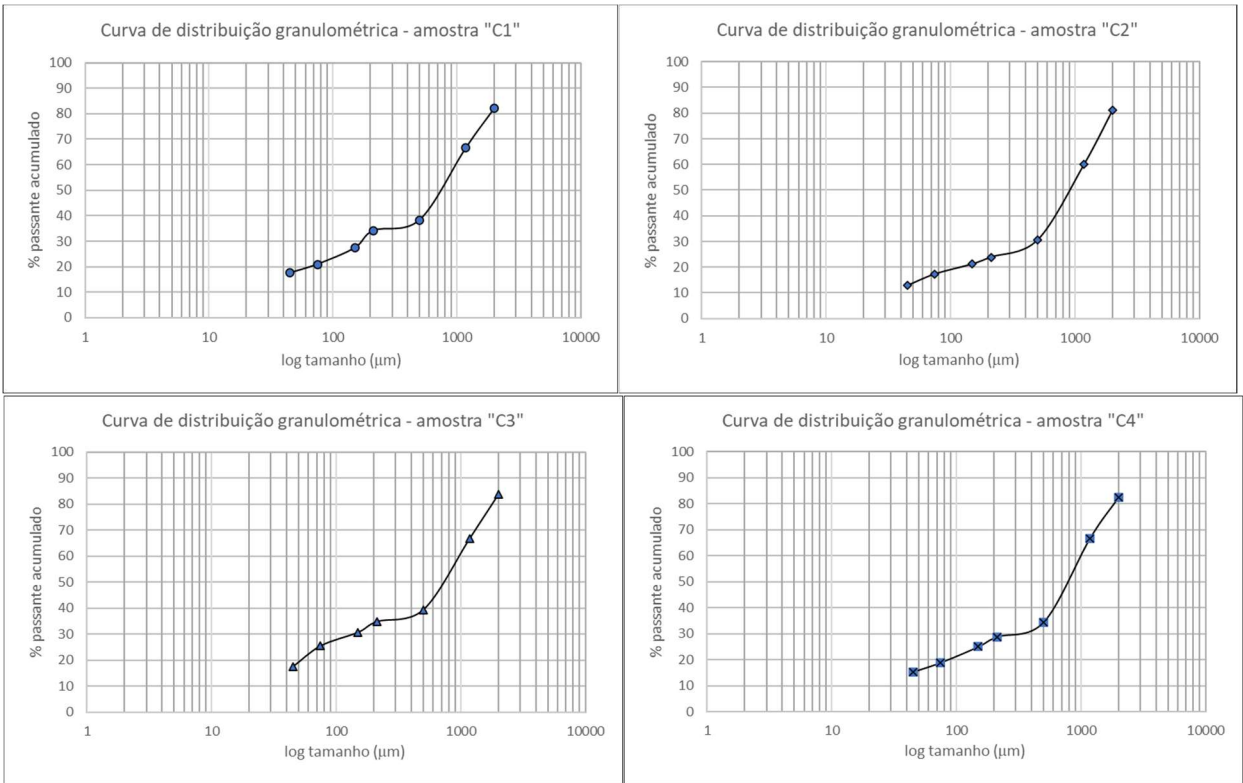 Curva de distribuição granulométrica - amostra "C1"
% passante acumulado
100
90
80
70
60
50
40
30
20
10
0
1 10 100 1000 10000
log tamanho (μm)
Curva de distribuição granulométrica - amostra "C2"
% passante acumulado
100
90
80
70
60
50
40
30
20
10
0
1 10 100 1000 10000
log tamanho (μm)
Curva de distribuição granulométrica - amostra "C3"
% passante acumulado
100
90
80
70
60
50
40
30
20
10
0
1 10 100 1000 10000
log tamanho (μm)
Curva de distribuição granulométrica - amostra "C4"
% passante acumulado
100
90
80
70
60
50
40
30
20
10
0
1 10 100 1000 10000
log tamanho (μm)